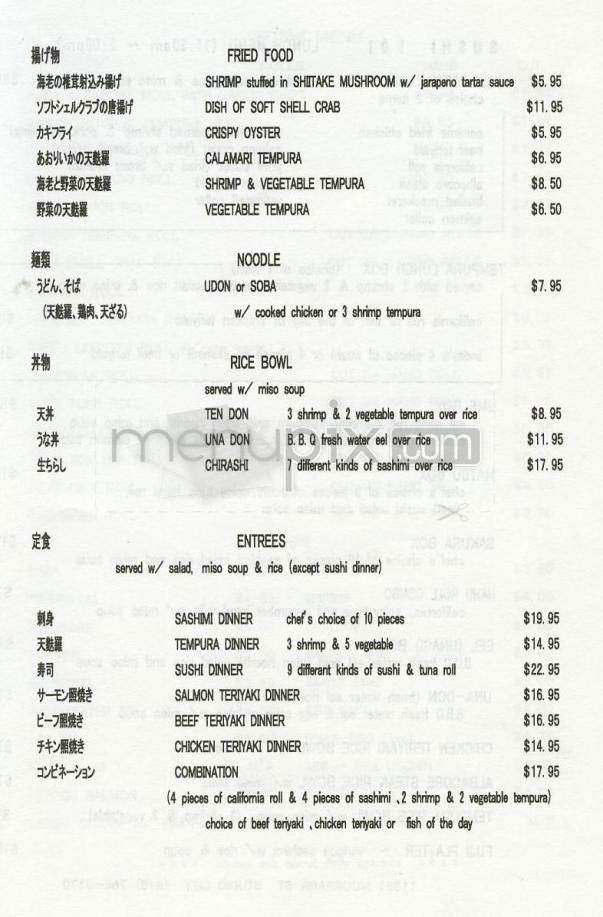 揚げ物 FRIED FOOD
海老の椎茸射込み揚げ SHRIMP stuffed in SHIITAKE MUSHROOM w/ jarapeno tartar sauce $5.95
ソフトシェルクラブの唐揚げ DISH OF SOFT SHELL CRAB $11.95
カキフライ CRISPY OYSTER $5.95
あおりいかの天麩羅 CALAMARI TEMPURA $6.95
海老と野菜の天麩羅 SHRIMP & VEGETABLE TEMPURA $8.50
野菜の天麩羅 VEGETABLE TEMPURA $6.50
麺類 NOODLE
うどん、そば UDON or SOBA $7.95
(天麩羅、鶏肉、天ざる) w/ cooked chicken or 3 shrimp tempura
丼物 RICE BOWL
served w/ miso soup
天丼 TEN DON 3 shrimp & 2 vegetable tempura over rice $8.95
うな丼 UNA DON B.B.Q fresh water eel over rice $11.95
生ちらし CHIRASHI 7 different kinds of sashimi over rice $17.95
menupix.com
定食 ENTREES
served w/ salad, miso soup & rice (except sushi dinner)
刺身 SASHIMI DINNER chef's choice of 10 pieces $19.95
天麩羅 TEMPURA DINNER 3 shrimp & 5 vegetable $14.95
寿司 SUSHI DINNER 9 different kinds of sushi & tuna roll $22.95
サーモン照焼き SALMON TERIYAKI DINNER $16.95
ビーフ照焼き BEEF TERIYAKI DINNER $16.95
チキン照焼き CHICKEN TERIYAKI DINNER $14.95
コンビネーション COMBINATION $17.95
(4 pieces of california roll & 4 pieces of sashimi ,2 shrimp & 2 vegetable tempura)
choice of beef teriyaki ,chicken teriyaki or fish of the day